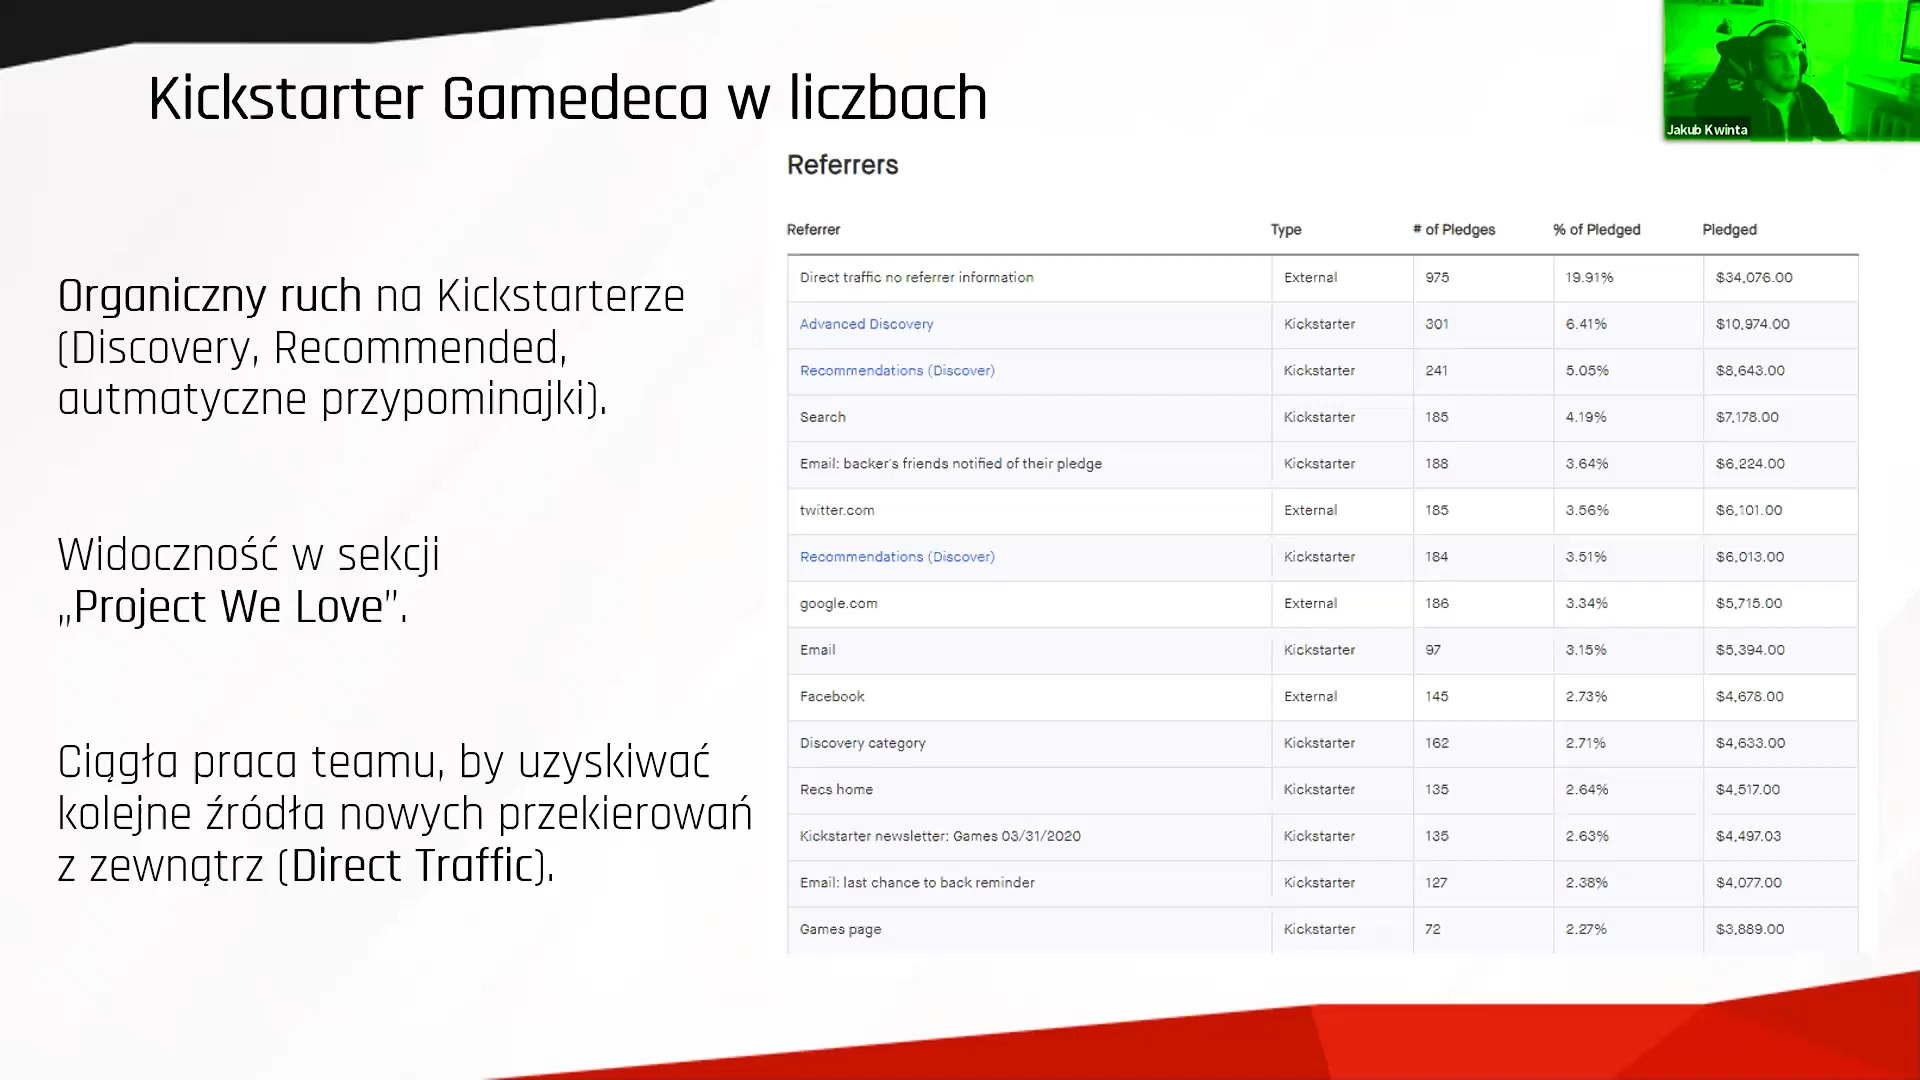 Kickstarter Gamedeca w liczbach
Jakub Kwinta
Organiczny ruch na Kickstarterze
(Discovery, Recommended,
autmatyczne przypominajki).
Widoczność w sekcji
„Project We Love”.
Ciągła praca teamu, by uzyskiwać
kolejne źródła nowych przekierowań
z zewnątrz (Direct Traffic).
Referrers
Referrer Type # of Pledges % of Pledged Pledged
Direct traffic no referrer information External 975 19.91% $34,076.00
Advanced Discovery Kickstarter 301 6.41% $10,974.00
Recommendations (Discover) Kickstarter 241 5.05% $8,643.00
Search Kickstarter 185 4.19% $7,178.00
Email: backer's friends notified of their pledge Kickstarter 188 3.64% $6,224.00
twitter.com External 185 3.56% $6,101.00
Recommendations (Discover) Kickstarter 184 3.51% $6,013.00
google.com External 186 3.34% $5,715.00
Email Kickstarter 97 3.15% $5,394.00
Facebook External 145 2.73% $4,678.00
Discovery category Kickstarter 162 2.71% $4,633.00
Recs home Kickstarter 135 2.64% $4,517.00
Kickstarter newsletter: Games 03/31/2020 Kickstarter 135 2.63% $4,497.03
Email: last chance to back reminder Kickstarter 127 2.38% $4,077.00
Games page Kickstarter 72 2.27% $3,889.00